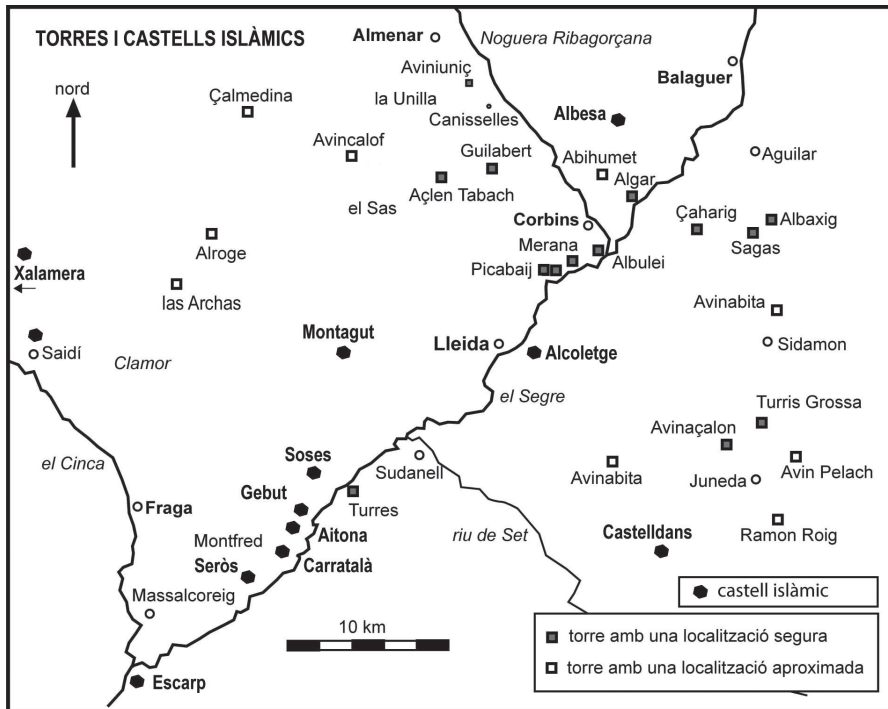 TORRES I CASTELLS ISLÀMICS
Almenar
Noguera Ribagorçana
Balaguer
nord
Aviniuniç
Çalmedina
la Unilla
Canisselles
Albesa
Avincalof
Guilabert
Abihumet
Aguilar
Açlen Tabach
Algar
el Sas
Corbins
Çaharig
Albaxig
Sagas
Alroge
Merana
Albulei
Xalamera
Picabaij
las Archas
Avinabita
Montagut
Lleida
Alcoletge
Sidamon
Saidí
Clamor
el Segre
Turris Grossa
Avinaçalon
el Cinca
Soses
Sudanell
Avinabita
Juneda
Avin Pelach
Gebut
Turres
Fraga
Aitona
riu de Set
Castelldans
Ramon Roig
Montfred
Carratalà
Seròs
Massalcoreig
castell islàmic
10 km
torre amb una localització segura
torre amb una localització aproximada
Escarp